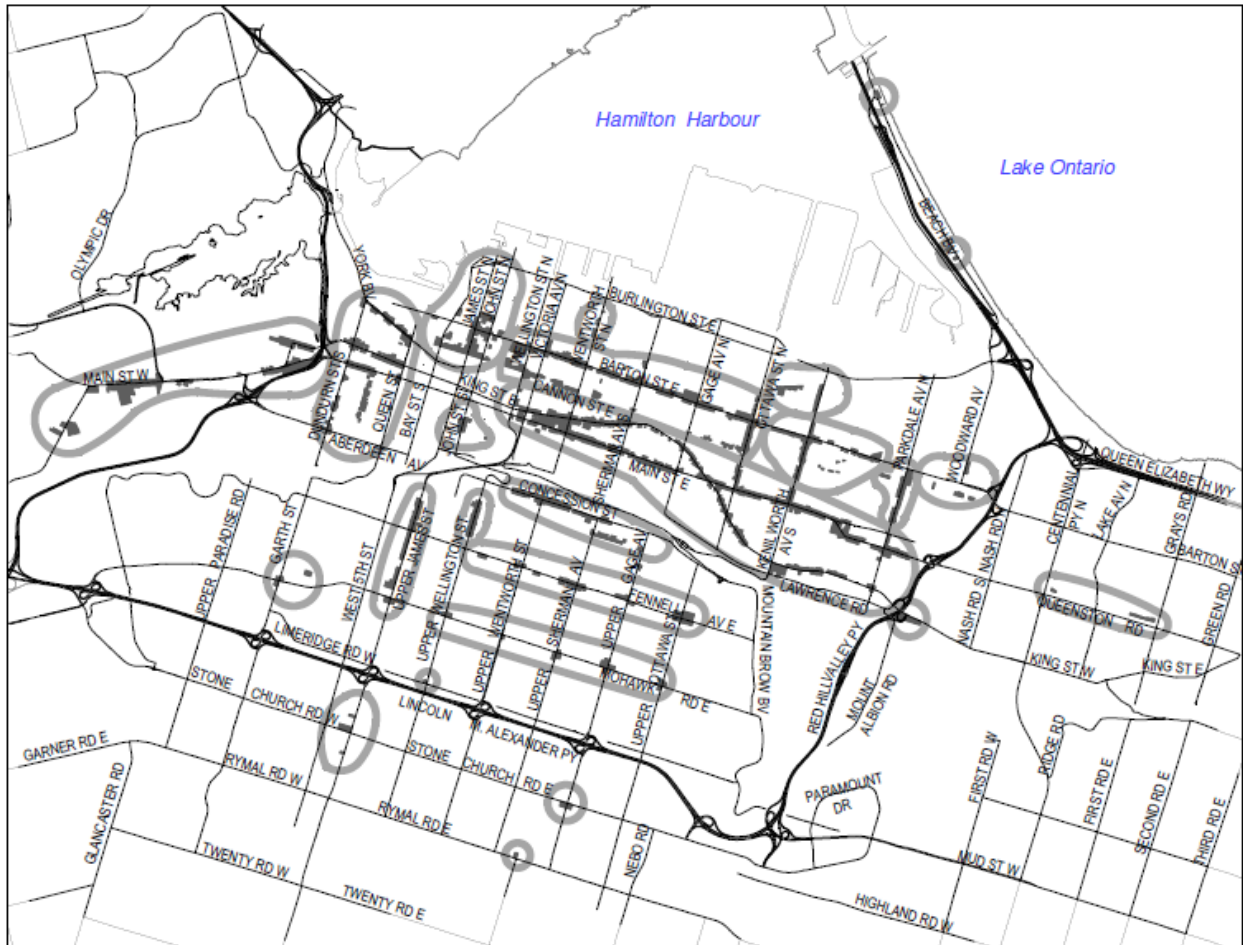 Hamilton Harbour
Lake Ontario
OLYMPIC DR
YORK BV
BEACH BV
JAMES ST N
JOHN ST N
WELLINGTON ST N
VICTORIA AV N
WENTWORTH
ST N
BURLINGTON ST E
MAIN ST W
KING ST E
CANNON ST E
BARTON ST E
GAGE AV N
OTTAWA ST N
PARKDALE AV N
WOODWARD AV
DUNDURN ST S
QUEEN ST S
BAY ST S
JOHN ST S
ABERDEEN AV
SHERMAN AV S
MAIN ST E
KENILWORTH
AV S
QUEEN ELIZABETH WY
CENTENNIAL
PY N
LAKE AV N
GRAYS RD
BARTON ST
CONCESSION ST
LAWRENCE RD
NASH RD S
NASH RD
QUEENSTON RD
GREEN RD
UPPER PARADISE RD
GARTH ST
WEST 5TH ST
UPPER JAMES ST
UPPER WELLINGTON ST
UPPER WENTWORTH ST
UPPER SHERMAN AV
UPPER GAGE AV
FENNELL AV E
UPPER OTTAWA ST
MOUNTAIN BROW BV
KING ST W
KING ST E
LIMERIDGE RD W
MOHAWK RD E
RED HILL VALLEY PY
MOUNT
ALBION RD
STONE CHURCH RD W
LINCOLN M. ALEXANDER PY
STONE CHURCH RD E
GARNER RD E
GLANCASTER RD
RYMAL RD W
RYMAL RD E
NEBO RD
PARAMOUNT
DR
FIRST RD W
RIDGE RD
FIRST RD E
SECOND RD E
THIRD RD E
TWENTY RD W
TWENTY RD E
MUD ST W
HIGHLAND RD W